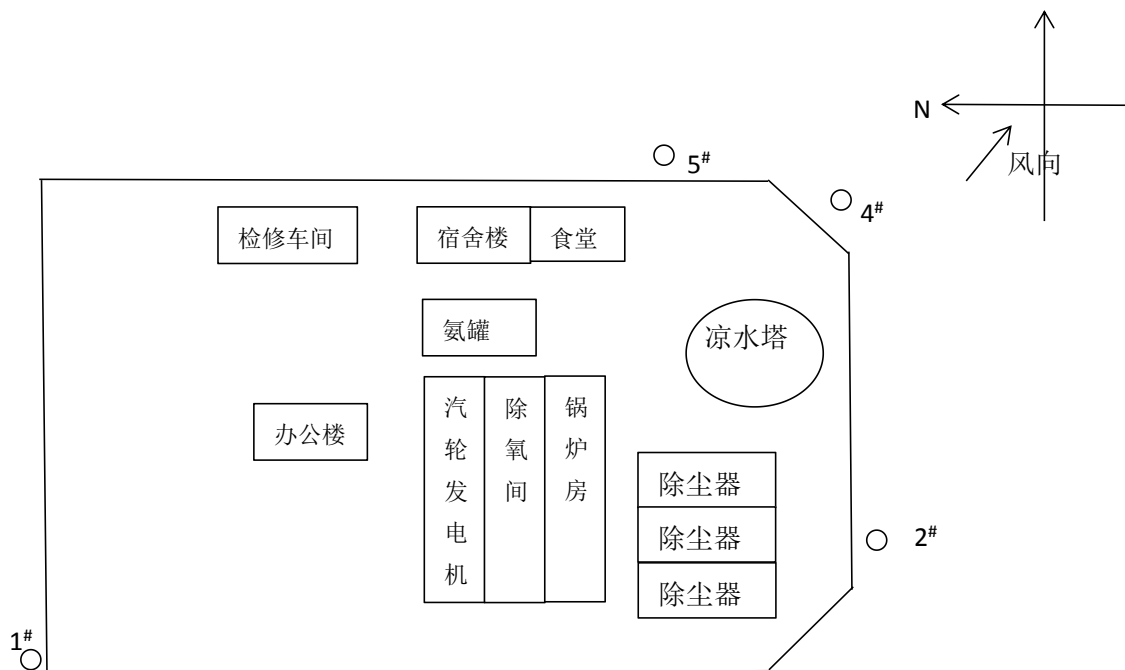 N
风向
5#
4#
检修车间
宿舍楼
食堂
氨罐
凉水塔
办公楼
汽轮发电机
除氧间
锅炉房
除尘器
除尘器
除尘器
2#
1#